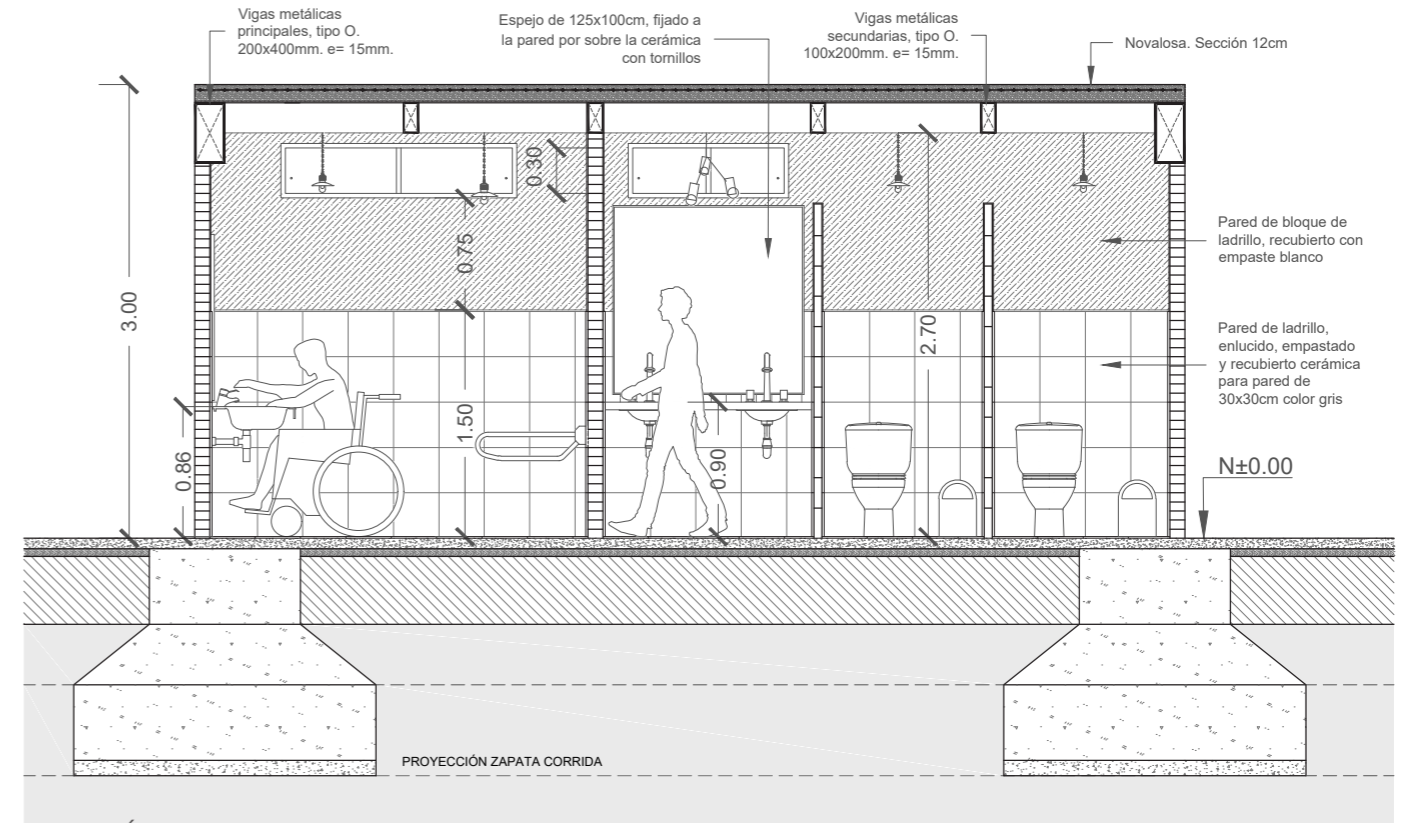 Vigas metálicas
principales, tipo O.
200x400mm. e= 15mm.
Espejo de 125x100cm, fijado a
la pared por sobre la cerámica
con tornillos
Vigas metálicas
secundarias, tipo O.
100x200mm. e= 15mm.
Novalosa. Sección 12cm
0.30
0.75
3.00
2.70
1.50
0.86
0.90
Pared de bloque de
ladrillo, recubierto con
empaste blanco
Pared de ladrillo,
enlucido, empastado
y recubierto cerámica
para pared de
30x30cm color gris
N±0.00
PROYECCIÓN ZAPATA CORRIDA